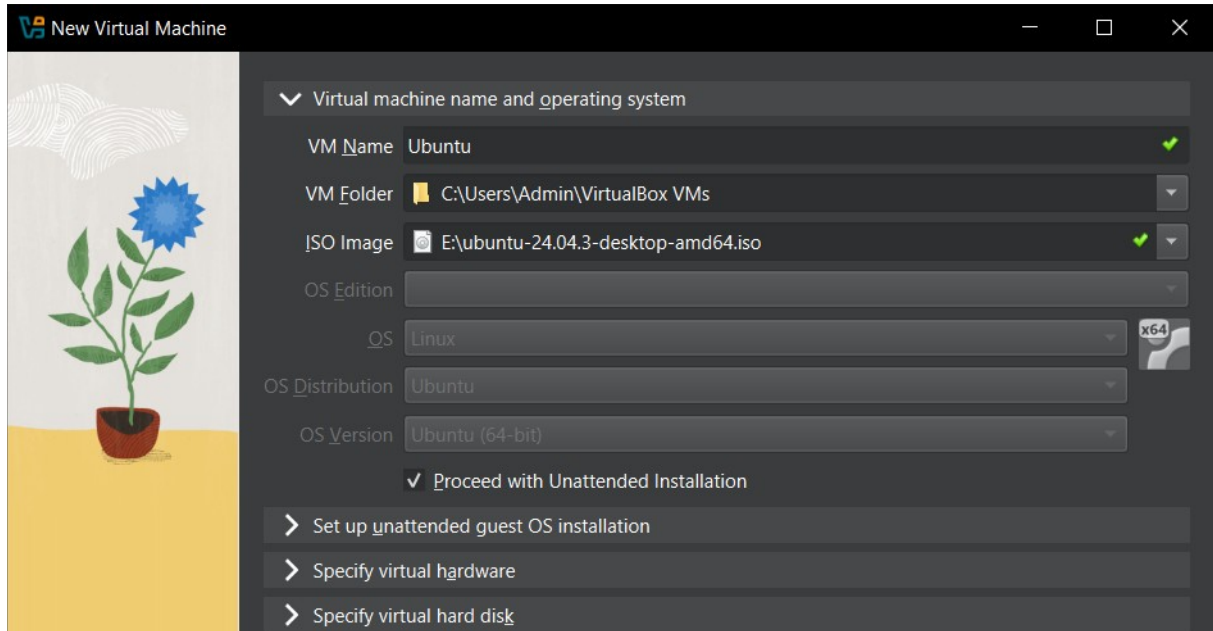 New Virtual Machine
Virtual machine name and operating system
VM Name Ubuntu
VM Folder C:\Users\Admin\VirtualBox VMs
ISO Image E:\ubuntu-24.04.3-desktop-amd64.iso
OS Edition
OS Linux x64
OS Distribution Ubuntu
OS Version Ubuntu (64-bit)
Proceed with Unattended Installation
Set up unattended guest OS installation
Specify virtual hardware
Specify virtual hard disk